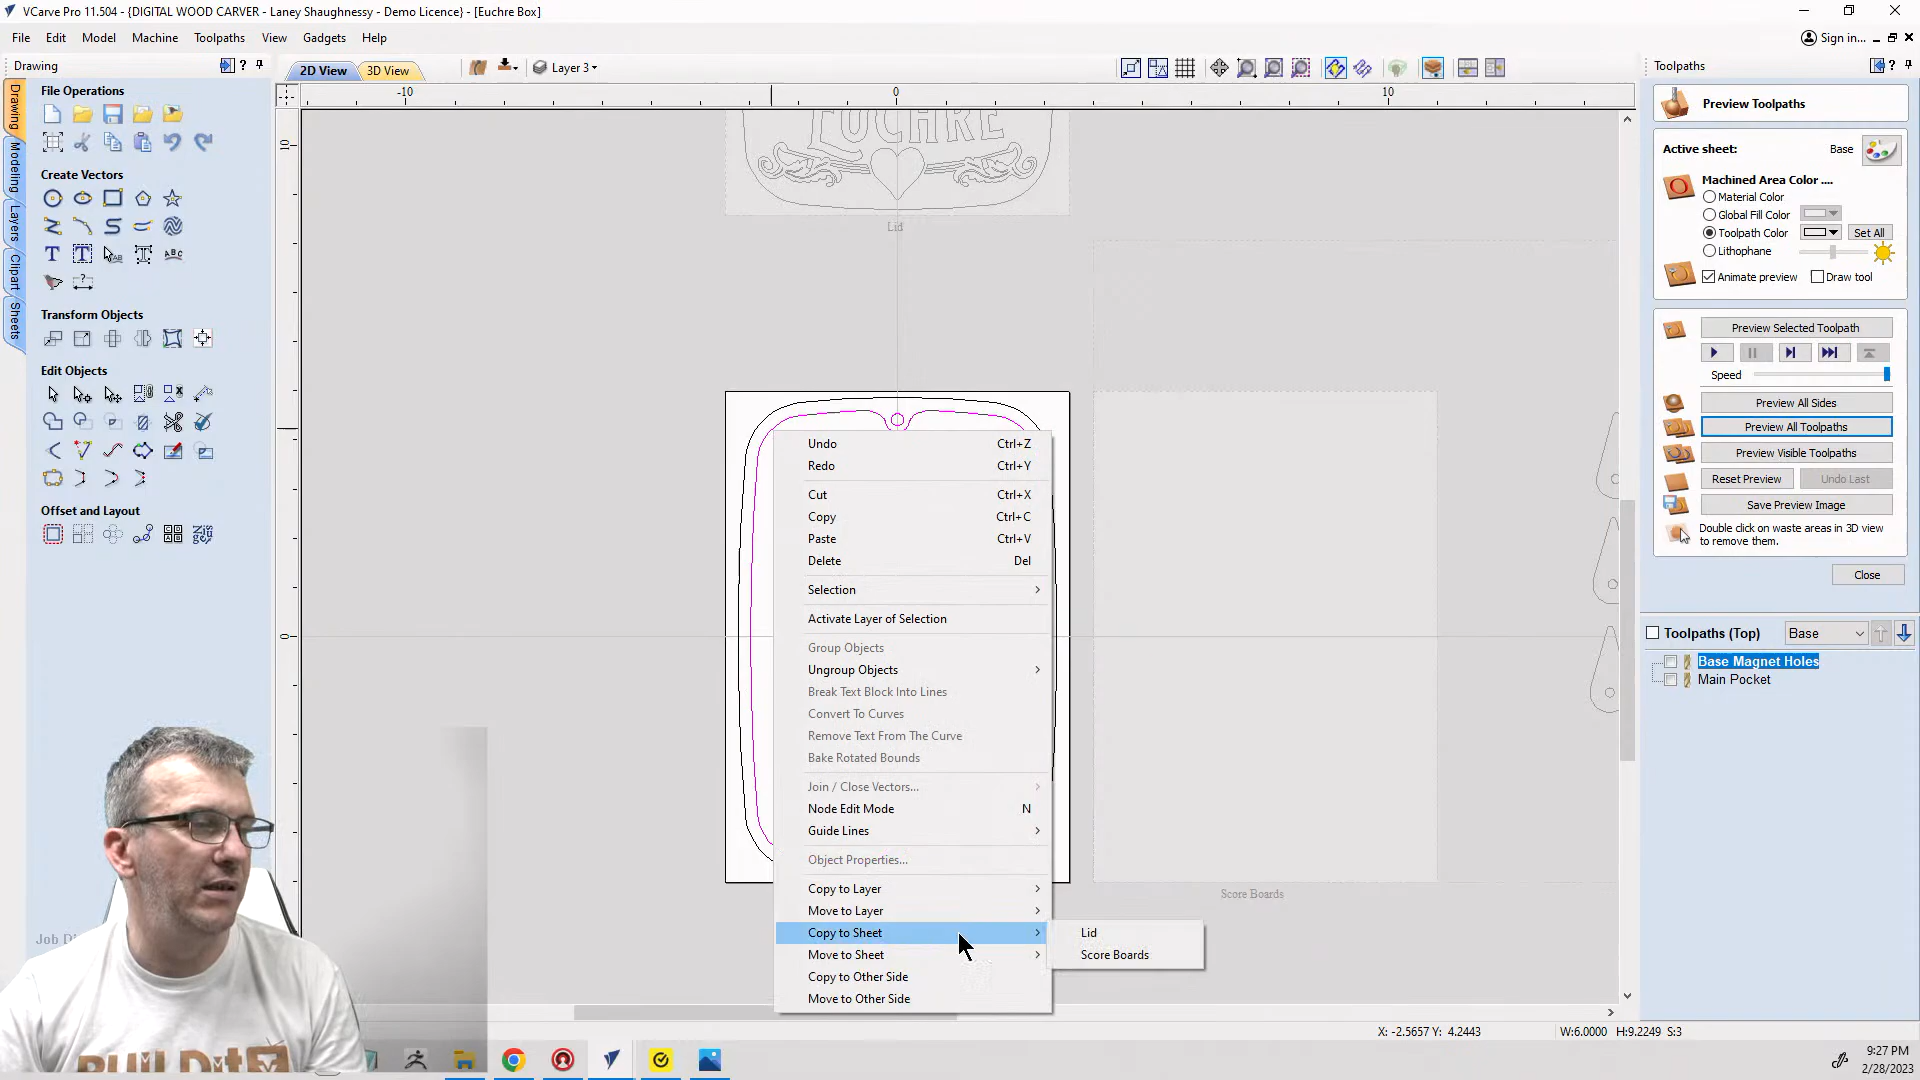 VCarve Pro 11.504 - {DIGITAL WOOD CARVER - Laney Shaughnessy - Demo Licence} - [Euchre Box]
File Edit Model Machine Toolpaths View Gadgets Help
Sign in...
Drawing
2D View
3D View
Layer 3
Toolpaths
Drawing
Modeling
Layers
Clipart
Sheets
File Operations
Create Vectors
Transform Objects
Edit Objects
Offset and Layout
-10
0
10
10
0
EUCHRE
Lid
Score Boards
Undo Ctrl+Z
Redo Ctrl+Y
Cut Ctrl+X
Copy Ctrl+C
Paste Ctrl+V
Delete Del
Selection
Activate Layer of Selection
Group Objects
Ungroup Objects
Break Text Block Into Lines
Convert To Curves
Remove Text From The Curve
Bake Rotated Bounds
Join / Close Vectors...
Node Edit Mode N
Guide Lines
Object Properties...
Copy to Layer
Move to Layer
Copy to Sheet
Move to Sheet
Copy to Other Side
Move to Other Side
Lid
Score Boards
Preview Toolpaths
Active sheet: Base
Machined Area Color ....
Material Color
Global Fill Color
Toolpath Color Set All
Lithophane
Animate preview Draw tool
Preview Selected Toolpath
Speed
Preview All Sides
Preview All Toolpaths
Preview Visible Toolpaths
Reset Preview Undo Last
Save Preview Image
Double click on waste areas in 3D view
to remove them.
Close
Toolpaths (Top) Base
Base Magnet Holes
Main Pocket
X: -2.5657 Y: 4.2443
W:6.0000 H:9.2249 S:3
9:27 PM
2/28/2023